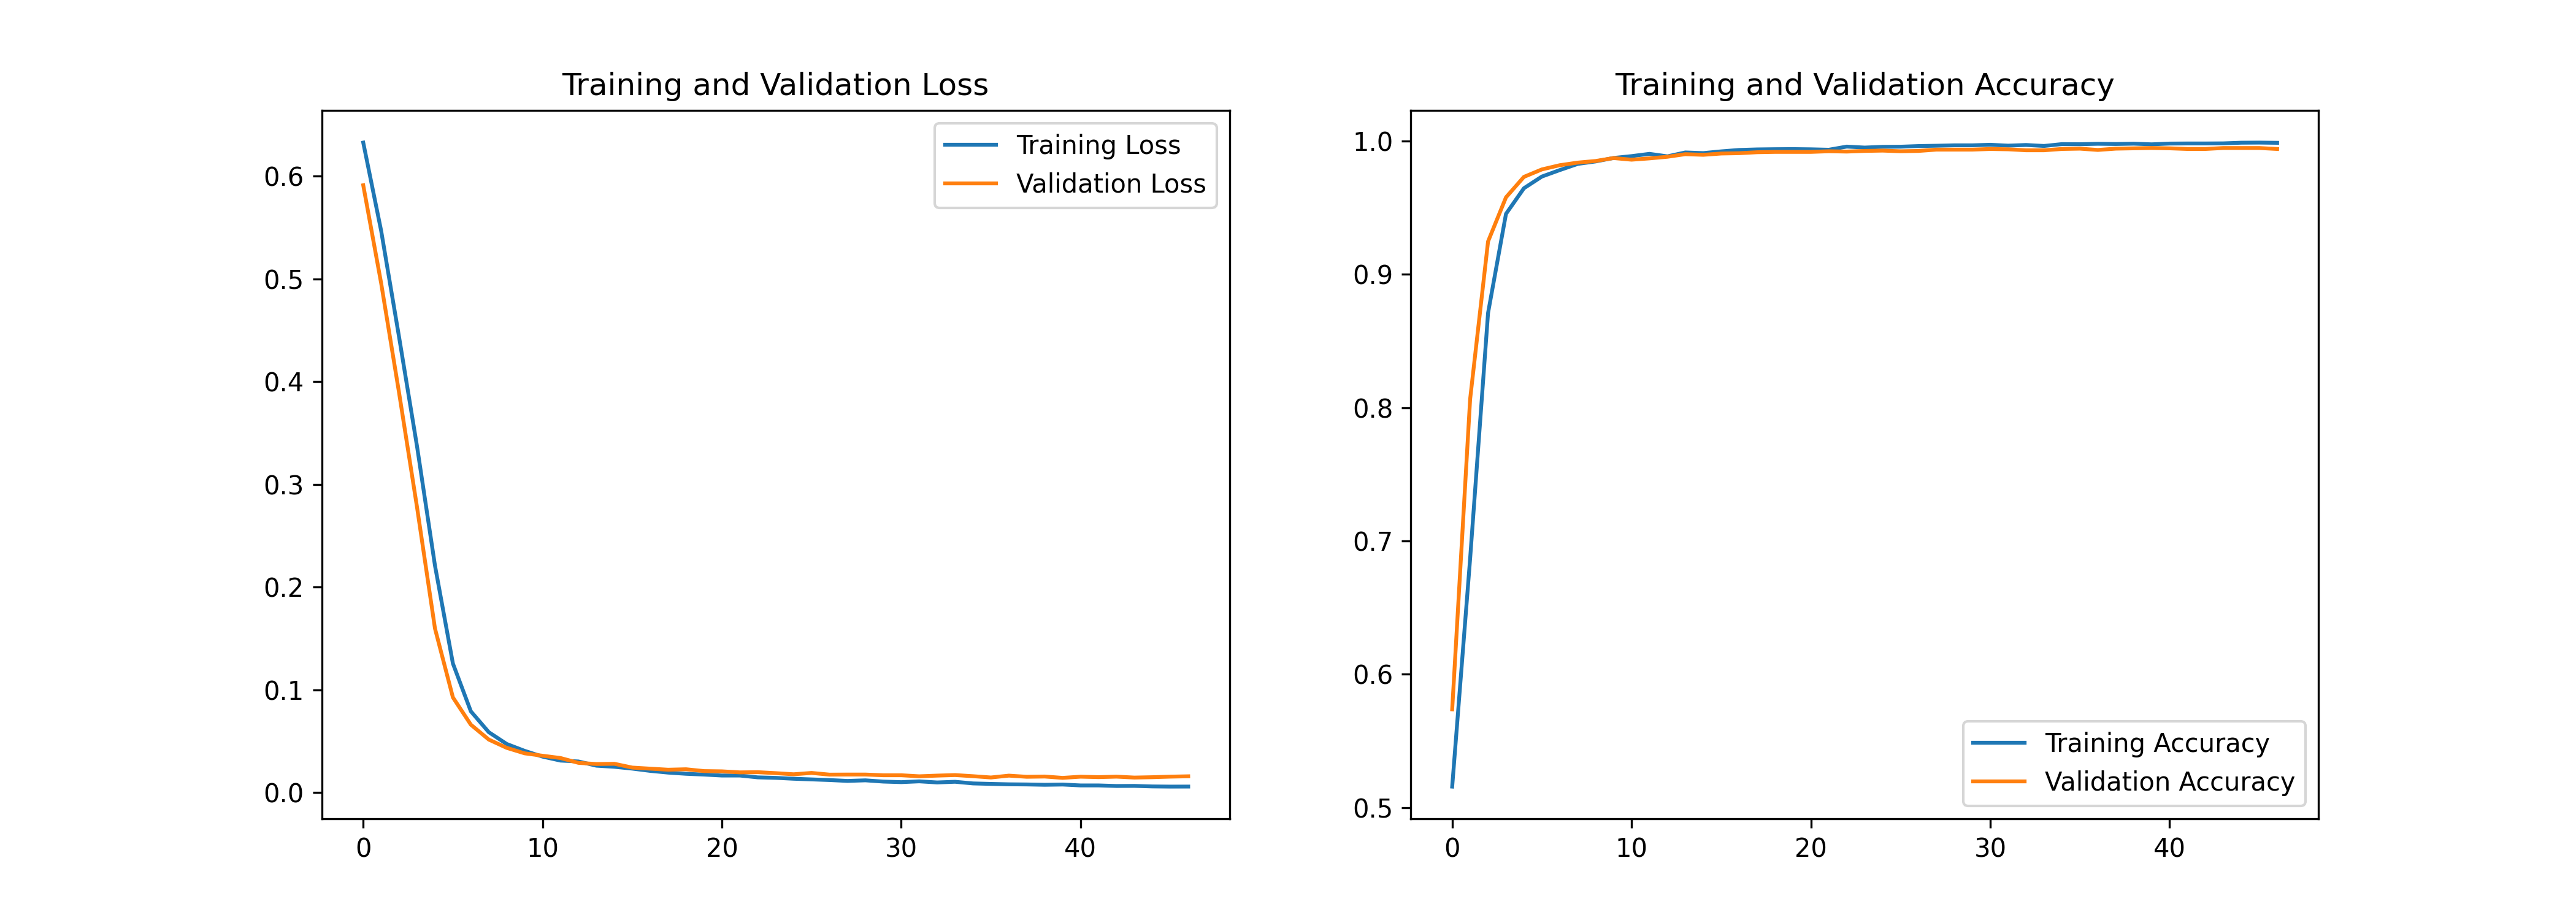 Training and Validation Loss
0.6
0.5
0.4
0.3
0.2
0.1
0.0
0 10 20 30 40
Training Loss
Validation Loss
Training and Validation Accuracy
1.0
0.9
0.8
0.7
0.6
0.5
0 10 20 30 40
Training Accuracy
Validation Accuracy